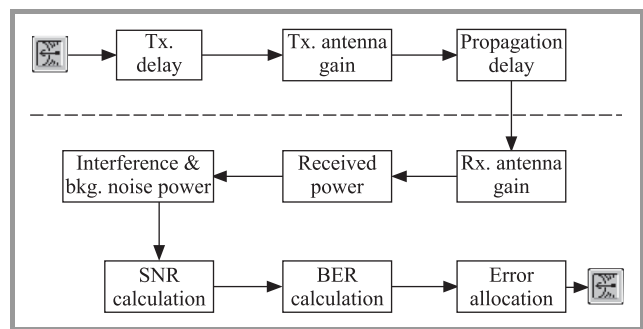 Tx.
delay
Tx. antenna
gain
Propagation
delay
Interference &
bkg. noise power
Received
power
Rx. antenna
gain
SNR
calculation
BER
calculation
Error
allocation